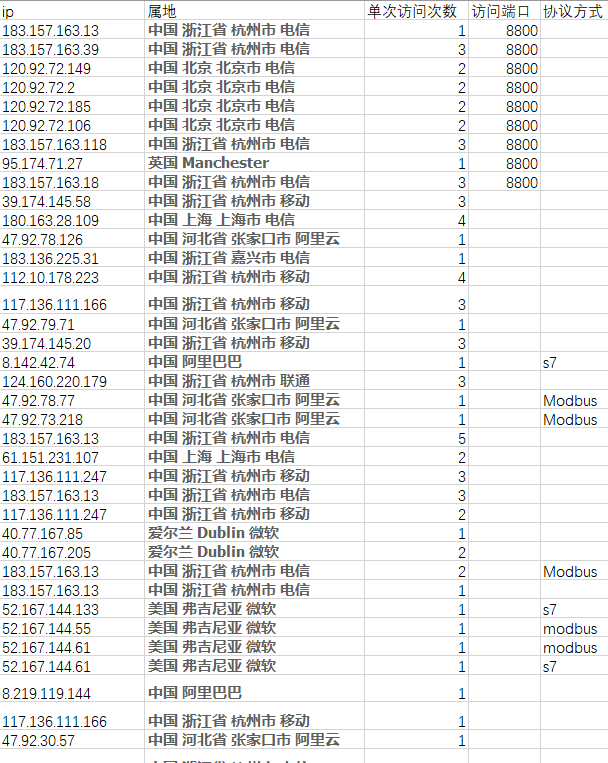 ip 属地 单次访问次数 访问端口 协议方式
183.157.163.13 中国 浙江省 杭州市 电信 1 8800
183.157.163.39 中国 浙江省 杭州市 电信 3 8800
120.92.72.149 中国 北京 北京市 电信 2 8800
120.92.72.2 中国 北京 北京市 电信 2 8800
120.92.72.185 中国 北京 北京市 电信 2 8800
120.92.72.106 中国 北京 北京市 电信 2 8800
183.157.163.118 中国 浙江省 杭州市 电信 3 8800
95.174.71.27 英国 Manchester 1 8800
183.157.163.18 中国 浙江省 杭州市 电信 3 8800
39.174.145.58 中国 浙江省 杭州市 移动 3
180.163.28.109 中国 上海 上海市 电信 4
47.92.78.126 中国 河北省 张家口市 阿里云 1
183.136.225.31 中国 浙江省 嘉兴市 电信 1
112.10.178.223 中国 浙江省 杭州市 移动 4
117.136.111.166 中国 浙江省 杭州市 移动 3
47.92.79.71 中国 河北省 张家口市 阿里云 1
39.174.145.20 中国 浙江省 杭州市 移动 3
8.142.42.74 中国 阿里巴巴 1 s7
124.160.220.179 中国 浙江省 杭州市 联通 3
47.92.78.77 中国 河北省 张家口市 阿里云 1 Modbus
47.92.73.218 中国 河北省 张家口市 阿里云 1 Modbus
183.157.163.13 中国 浙江省 杭州市 电信 5
61.151.231.107 中国 上海 上海市 电信 2
117.136.111.247 中国 浙江省 杭州市 移动 3
183.157.163.13 中国 浙江省 杭州市 电信 3
117.136.111.247 中国 浙江省 杭州市 移动 2
40.77.167.85 爱尔兰 Dublin 微软 1
40.77.167.205 爱尔兰 Dublin 微软 2
183.157.163.13 中国 浙江省 杭州市 电信 2 Modbus
183.157.163.13 中国 浙江省 杭州市 电信 1
52.167.144.133 美国 弗吉尼亚 微软 1 s7
52.167.144.55 美国 弗吉尼亚 微软 1 modbus
52.167.144.61 美国 弗吉尼亚 微软 1 modbus
52.167.144.61 美国 弗吉尼亚 微软 1 s7
8.219.119.144 中国 阿里巴巴 1
117.136.111.166 中国 浙江省 杭州市 移动 1
47.92.30.57 中国 河北省 张家口市 阿里云 1